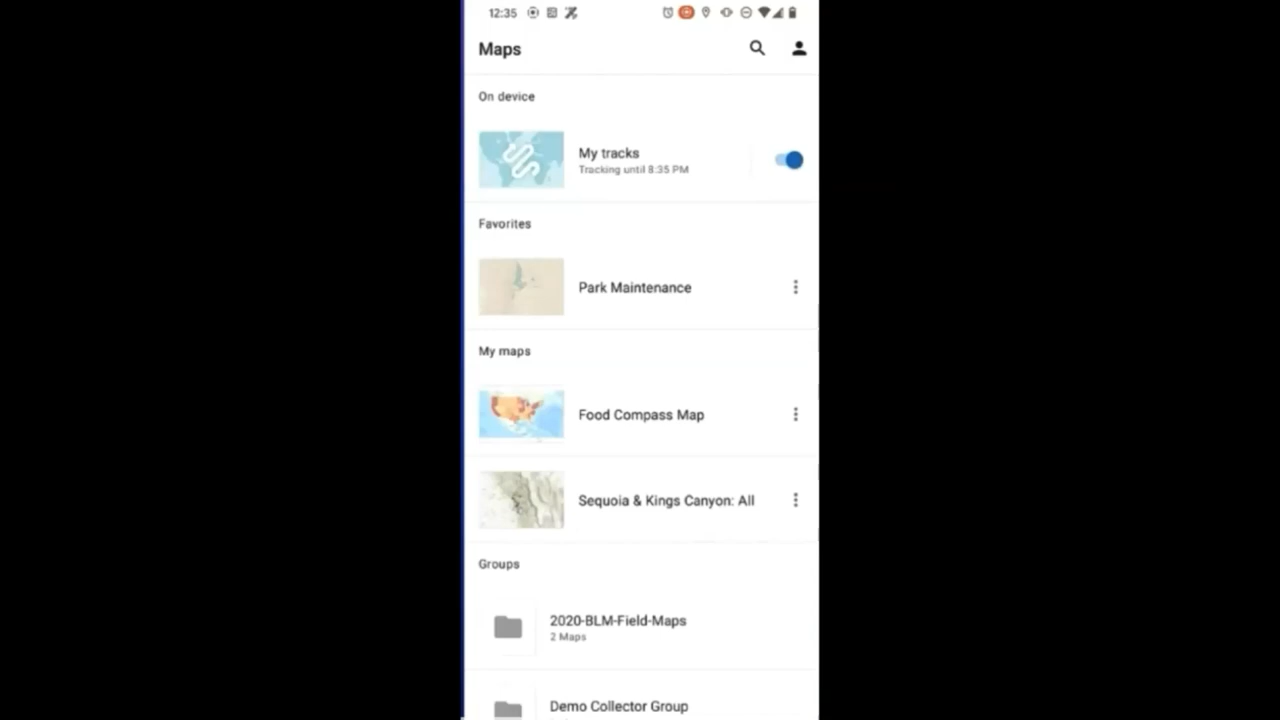 12:35
Maps
On device
My tracks
Tracking until 8:35 PM
Favorites
Park Maintenance
My maps
Food Compass Map
Sequoia & Kings Canyon: All
Groups
2020-BLM-Field-Maps
2 Maps
Demo Collector Group